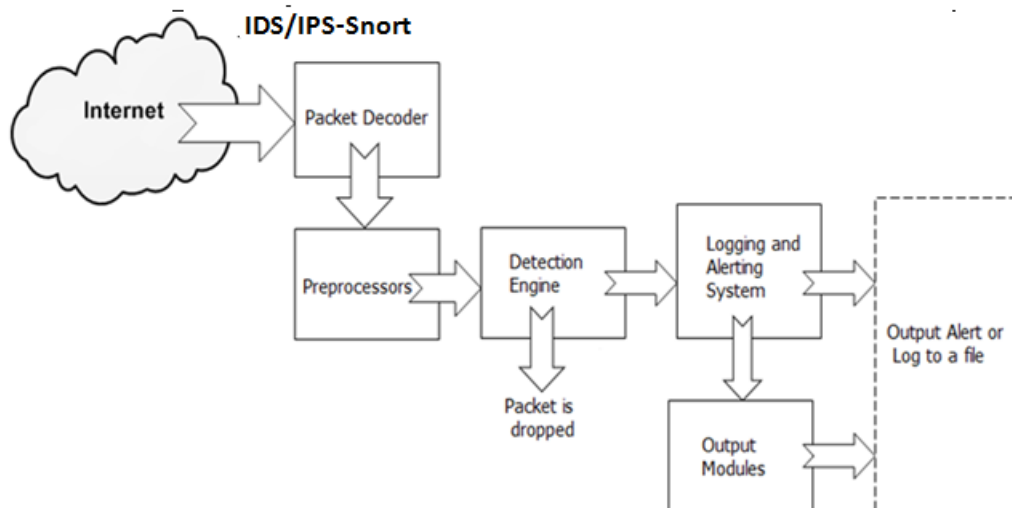 IDS/IPS-Snort
Internet
Packet Decoder
Preprocessors
Detection
Engine
Logging and
Alerting
System
Output Alert or
Log to a file
Packet is
dropped
Output
Modules